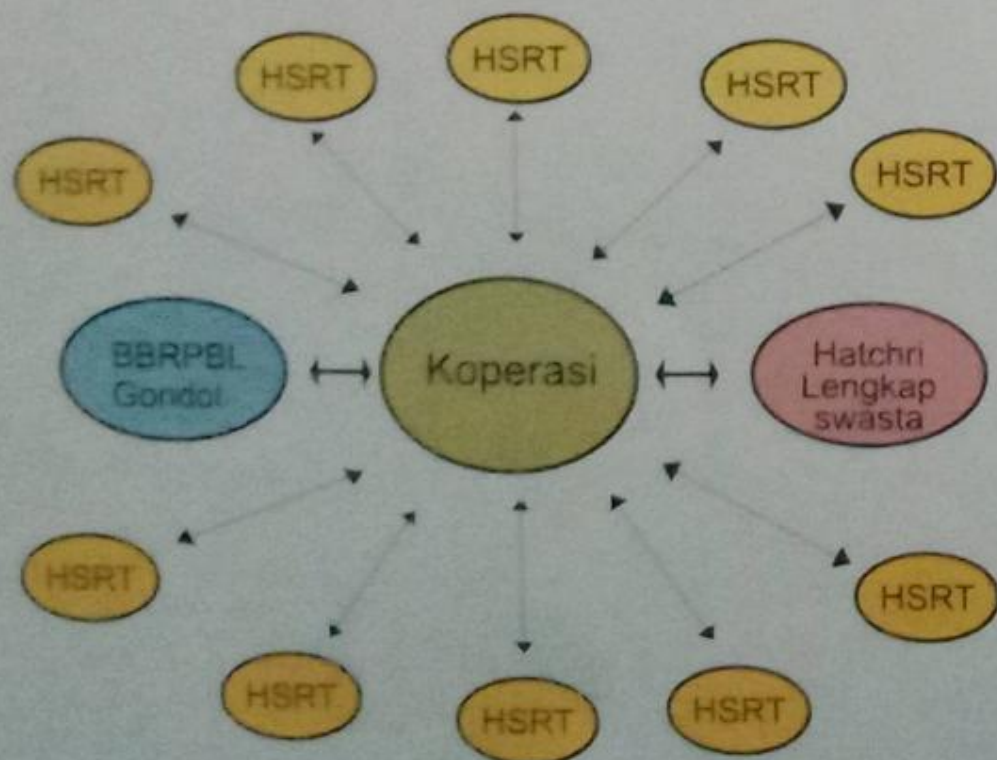 HSRT
HSRT
HSRT
HSRT
HSRT
BBRPBL
Gondol
Koperasi
Hatchri
Lengkap
swasta
HSRT
HSRT
HSRT
HSRT
HSRT